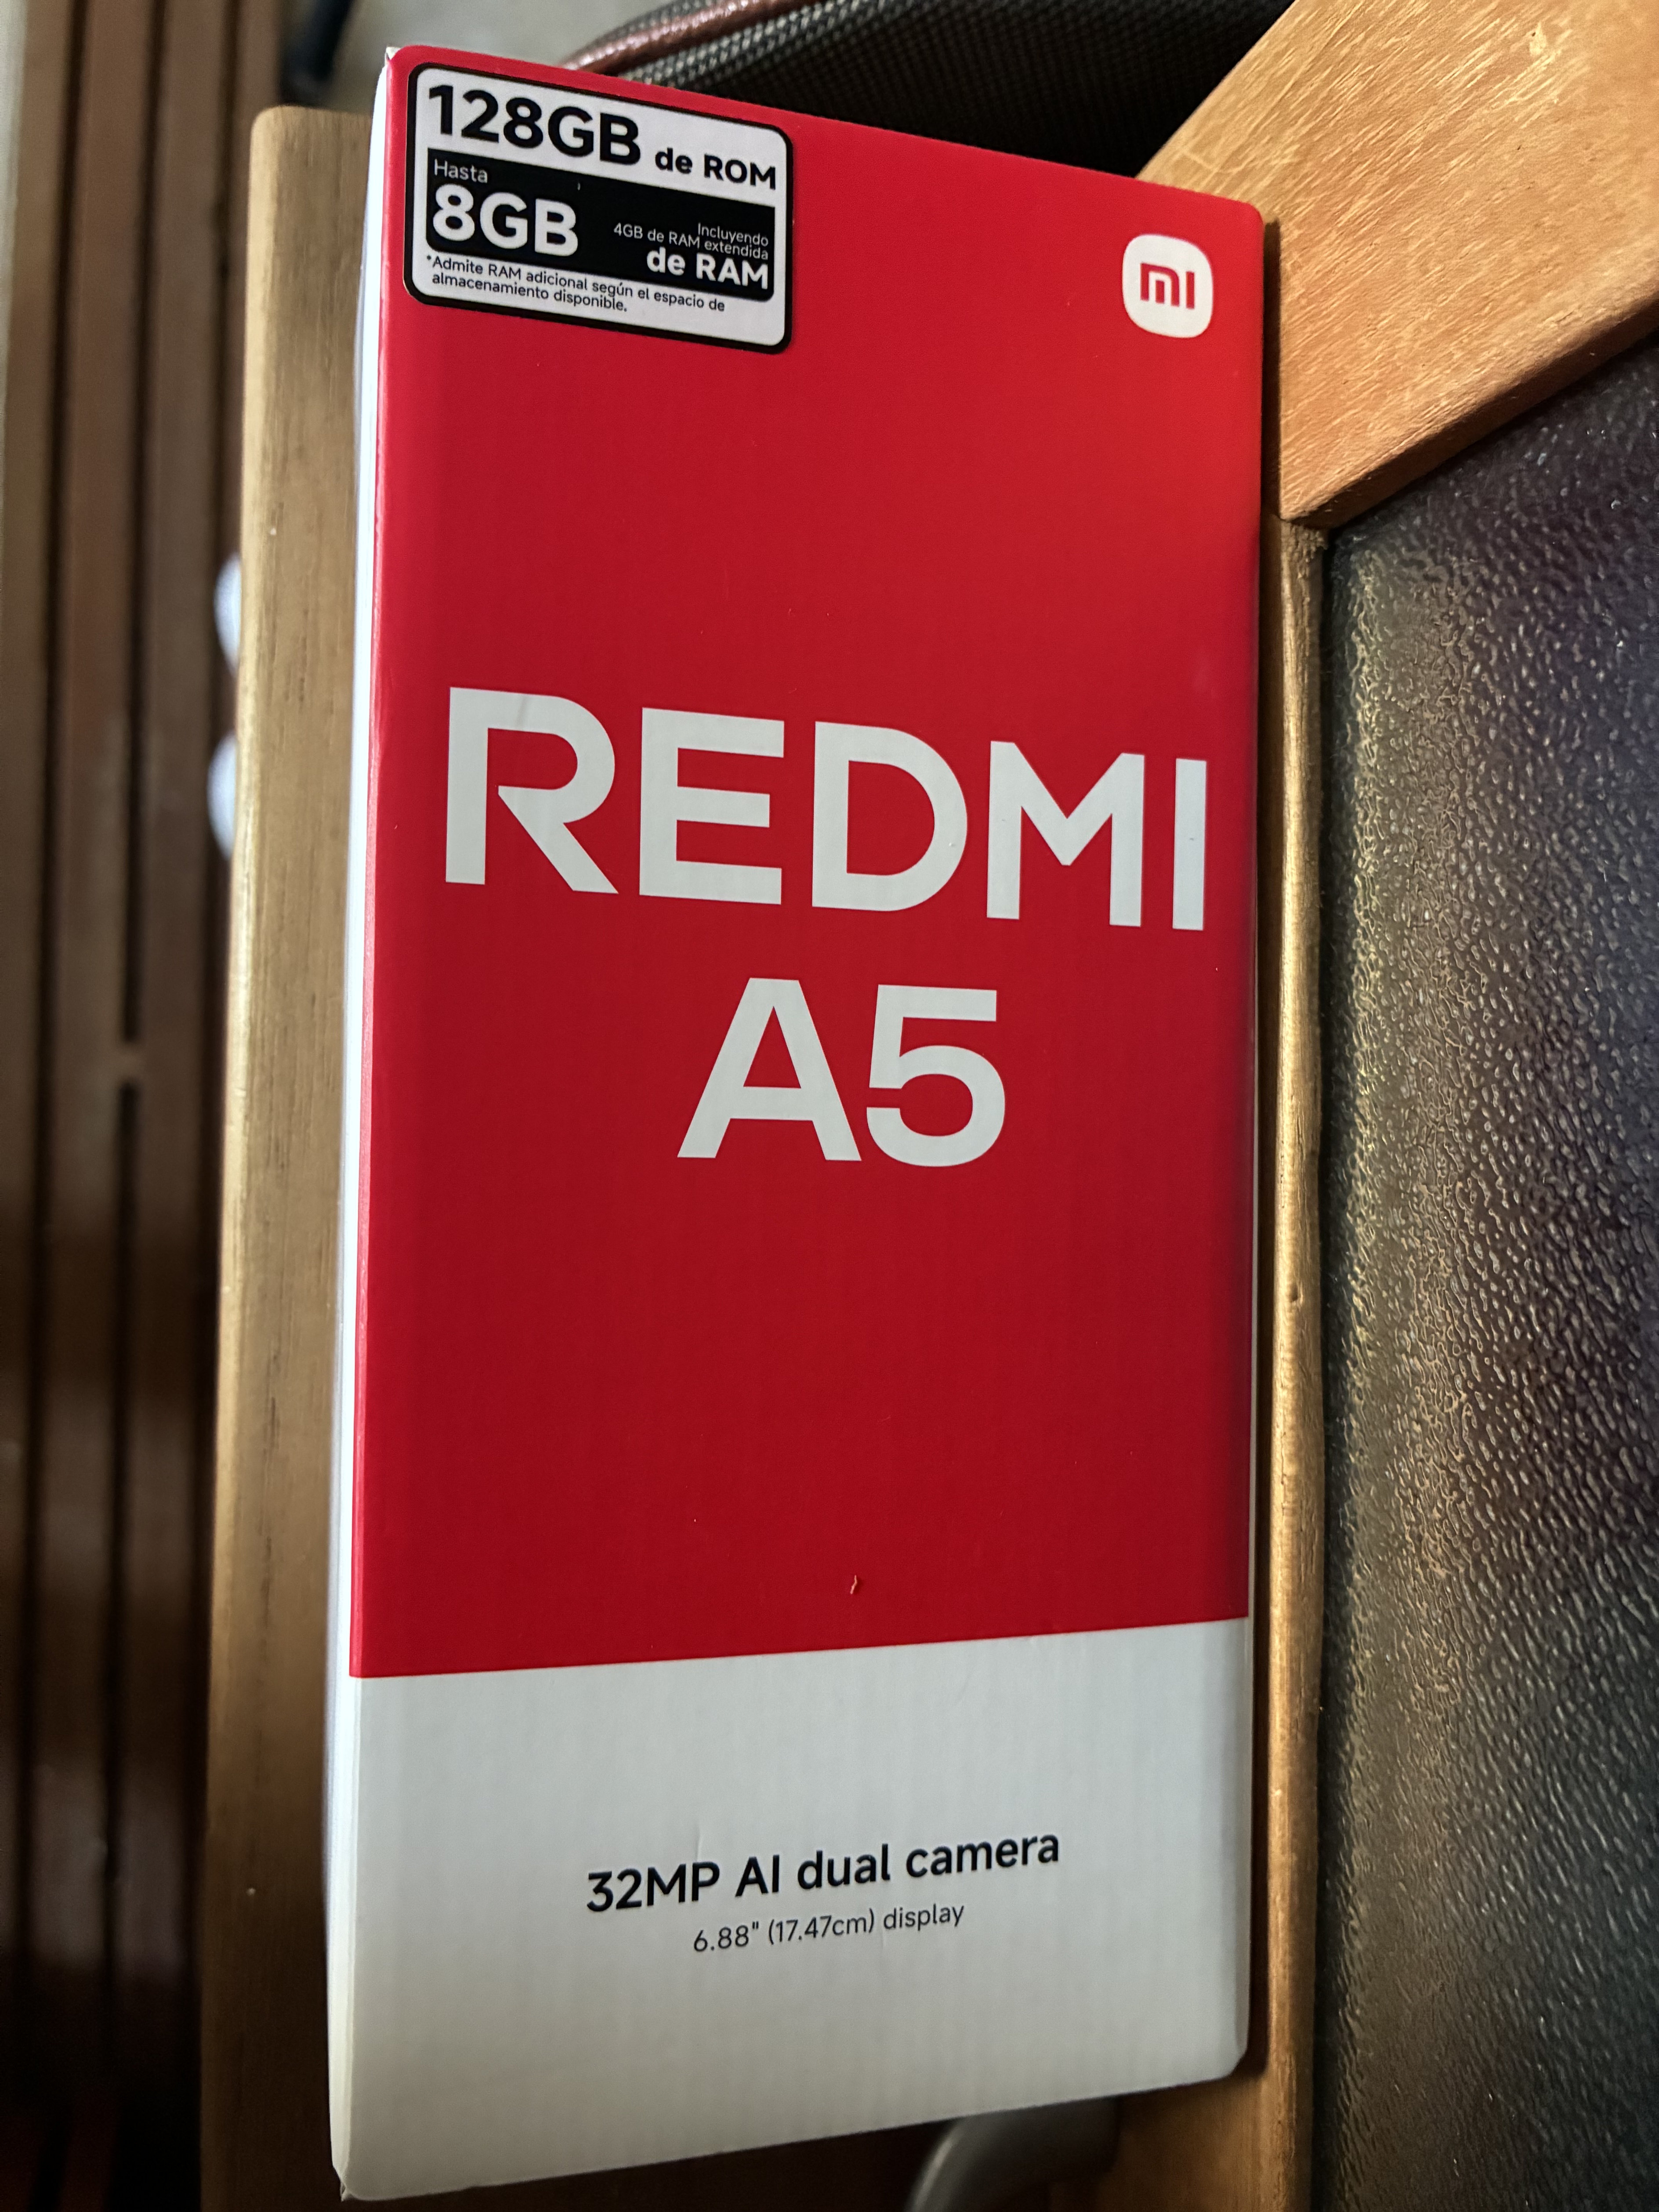 128GB de ROM
Hasta
8GB
Incluyendo
4GB de RAM extendida
de RAM
*Admite RAM adicional según el espacio de
almacenamiento disponible.
mi
REDMI
A5
32MP AI dual camera
6.88" (17.47cm) display